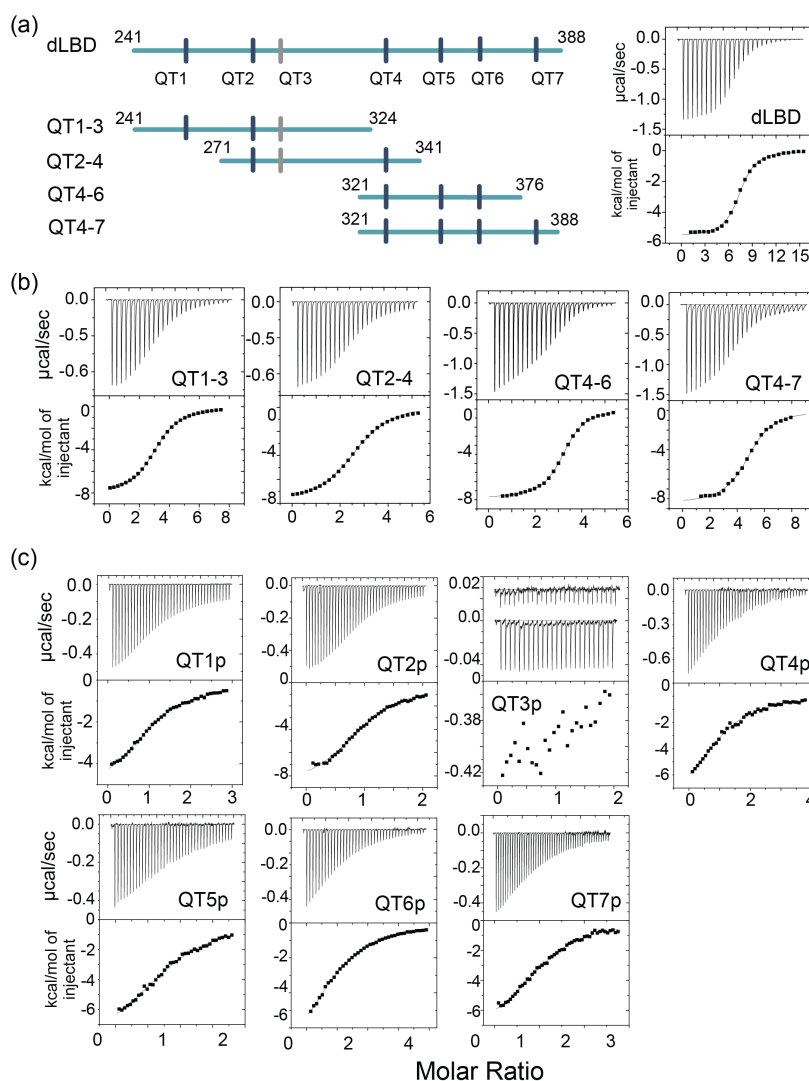 (a)
241 388
dLBD
QT1 QT2 QT3 QT4 QT5 QT6 QT7
QT1-3 241 324
QT2-4 271 341
QT4-6 321 376
QT4-7 321 388
0.0
-0.5
-1.0
-1.5
µcal/sec
dLBD
0
-2
-4
-6
kcal/mol of
injectant
0 3 6 9 12 15
(b)
µcal/sec
0.0
-0.6
QT1-3
0.0
-0.6
QT2-4
0.0
-0.5
-1.0
-1.5
QT4-6
0.0
-0.5
-1.0
-1.5
QT4-7
kcal/mol of
injectant
0
-4
-8
0 2 4 6 8
0
-4
-8
0 2 4 6
0
-4
-8
0 2 4 6
0
-4
-8
0 2 4 6 8
(c)
µcal/sec
0.0
-0.2
-0.4
QT1p
0.0
-0.2
-0.4
QT2p
0.02
0.0
-0.04
0.0
-0.3
-0.6
QT4p
kcal/mol of
injectant
0
-2
-4
0 1 2 3
0
-4
-8
0 1 2
QT3p
-0.38
-0.42
0 1 2
0
-2
-4
-6
0 2 4
µcal/sec
0.0
-0.2
-0.4
QT5p
0.0
-0.2
-0.4
QT6p
0.0
-0.2
-0.4
QT7p
kcal/mol of
injectant
0
-2
-4
-6
0 1 2
0
-2
-4
-6
0 2 4
0
-2
-4
-6
0 1 2 3
Molar Ratio